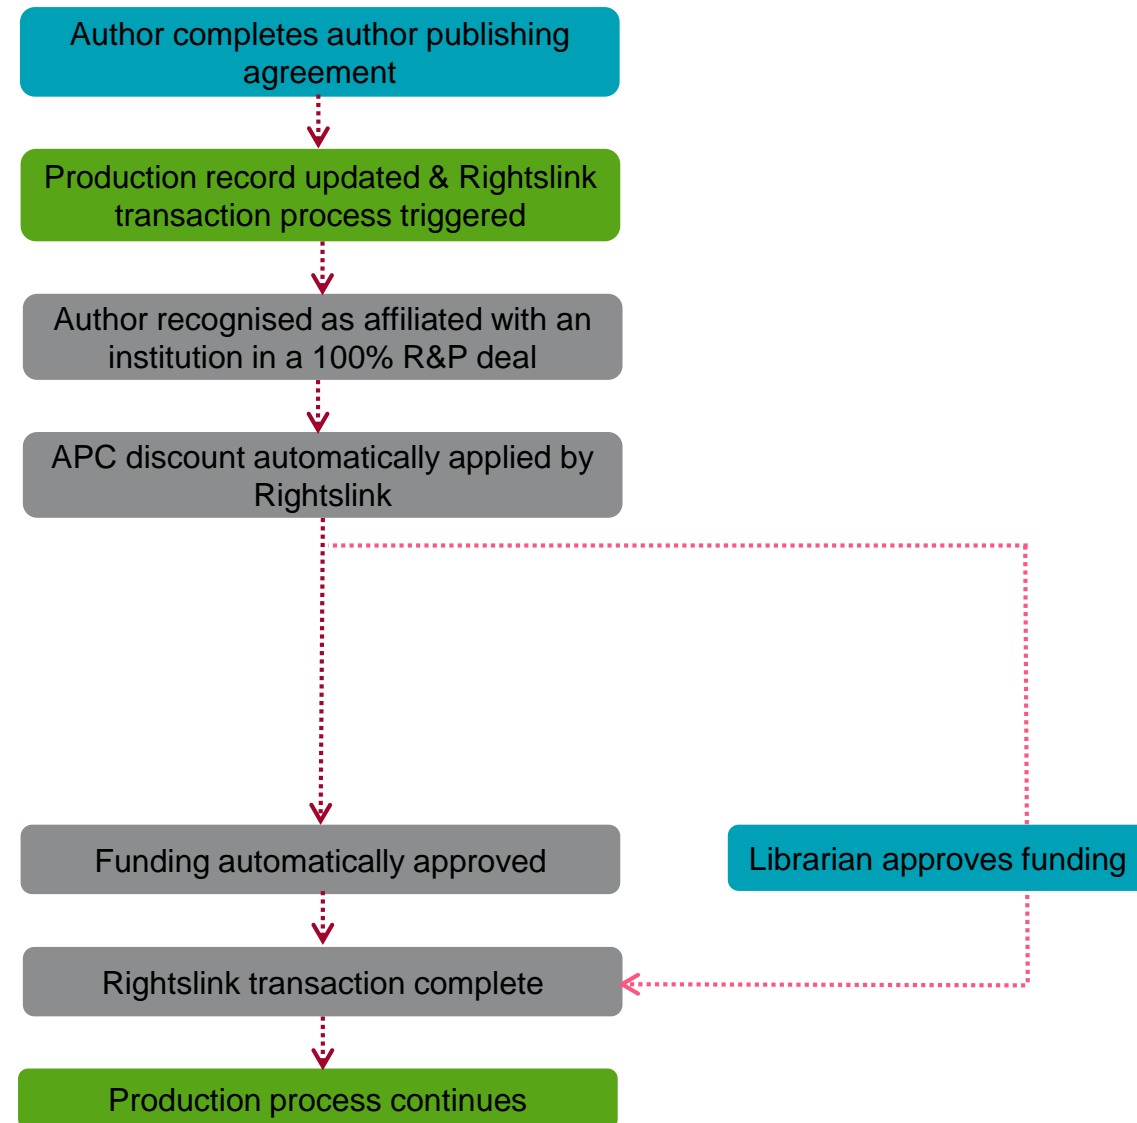 Author completes author publishing
agreement
Production record updated & Rightslink
transaction process triggered
Author recognised as affiliated with an
institution in a 100% R&P deal
APC discount automatically applied by
Rightslink
Funding automatically approved
Librarian approves funding
Rightslink transaction complete
Production process continues